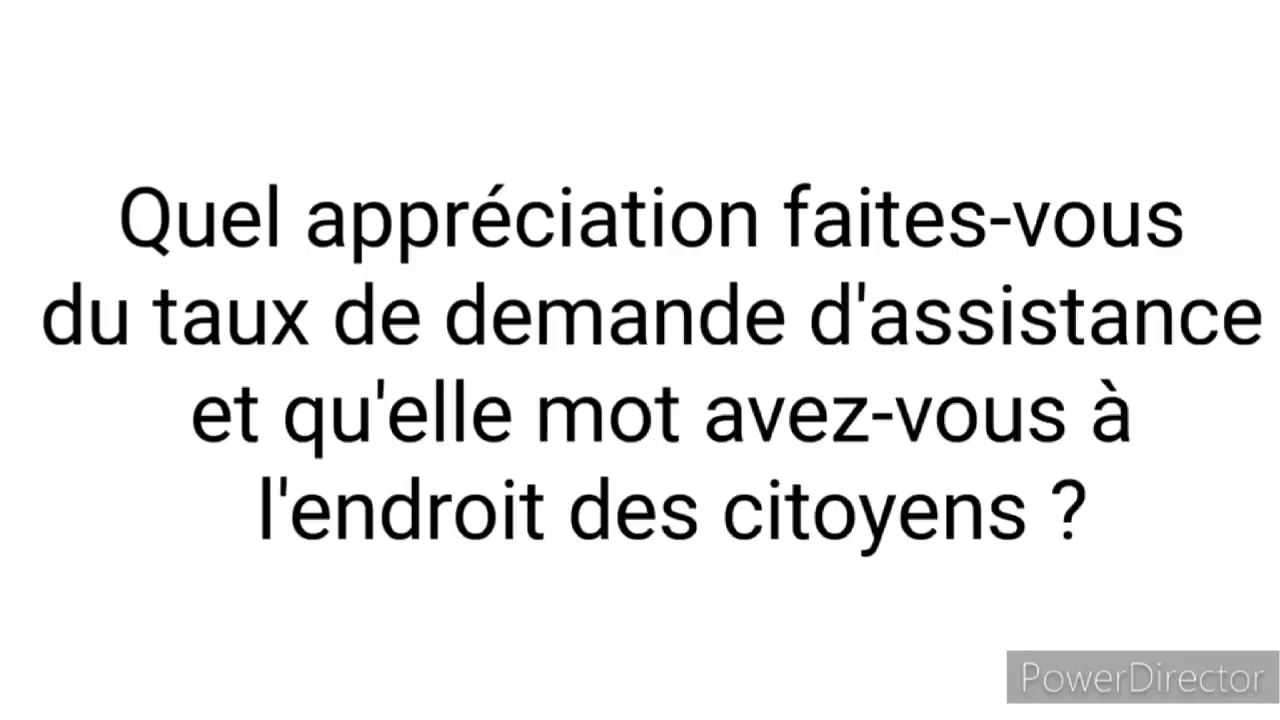 Quel appréciation faites-vous
du taux de demande d'assistance
et qu'elle mot avez-vous à
l'endroit des citoyens ?
PowerDirector